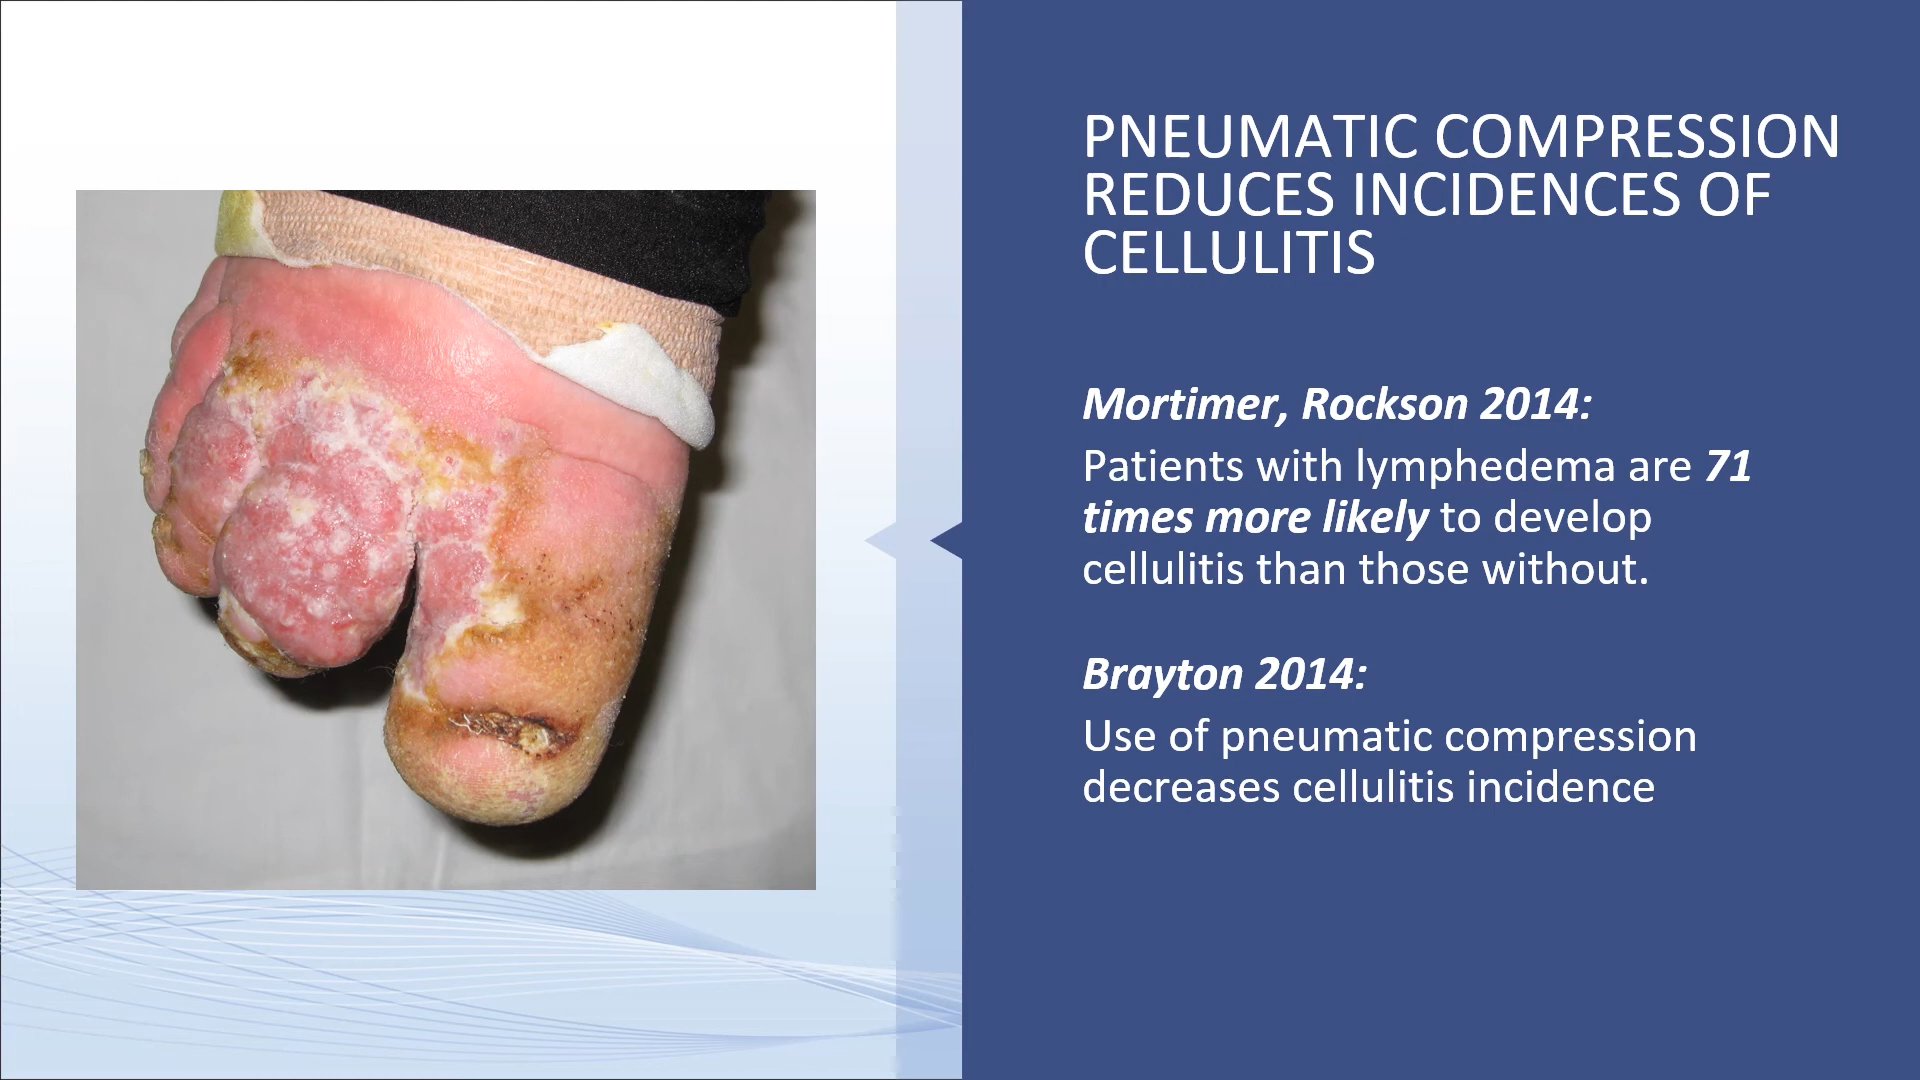 PNEUMATIC COMPRESSION
REDUCES INCIDENCES OF
CELLULITIS
Mortimer, Rockson 2014:
Patients with lymphedema are 71
times more likely to develop
cellulitis than those without.
Brayton 2014:
Use of pneumatic compression
decreases cellulitis incidence